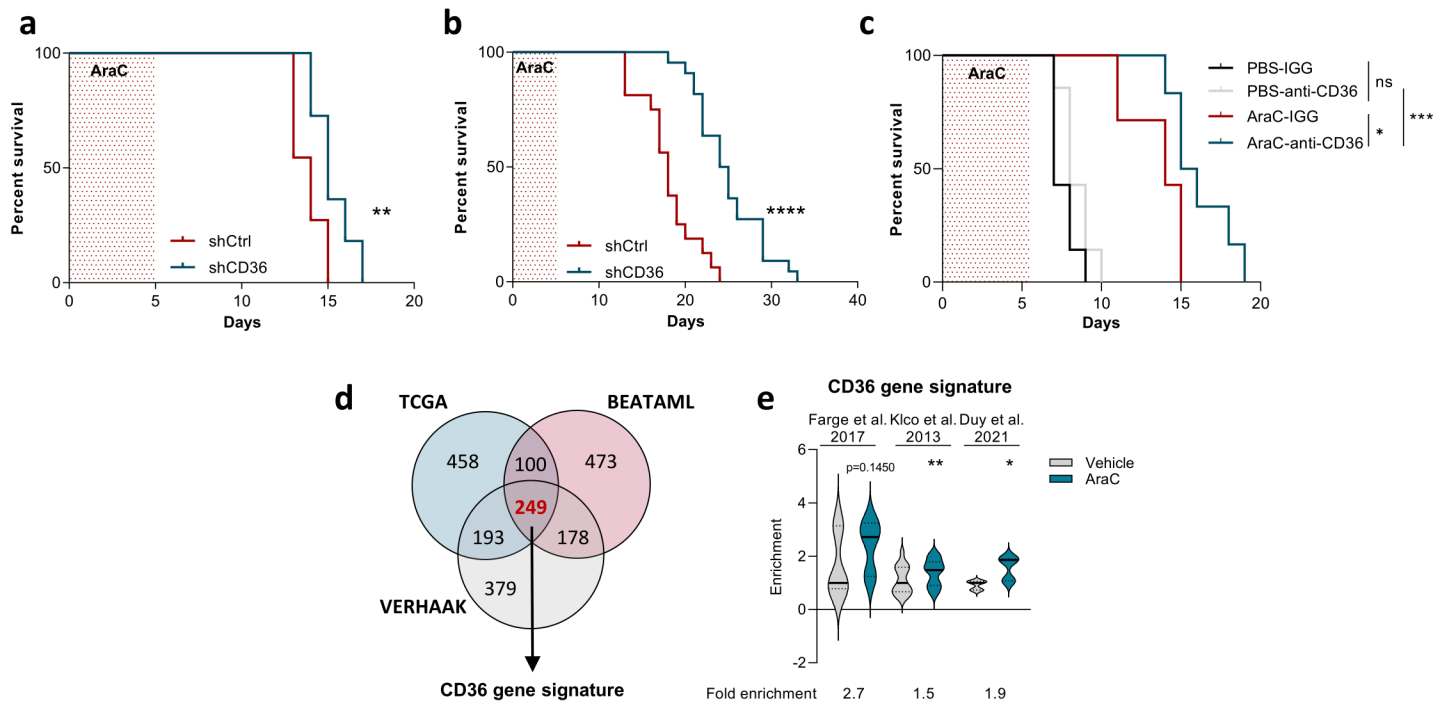 a
100
50
0
Percent survival
AraC
**
shCtrl
shCD36
0 5 10 15 20
Days
b
100
50
0
Percent survival
AraC
****
shCtrl
shCD36
0 10 20 30 40
Days
c
100
50
0
Percent survival
AraC
0 5 10 15 20
Days
PBS-IGG
PBS-anti-CD36
AraC-IGG
AraC-anti-CD36
ns
*
***
d
TCGA
BEATAML
458
100
473
249
193
178
379
VERHAAK
CD36 gene signature
e
CD36 gene signature
Farge et al. Klco et al. Duy et al.
2017 2013 2021
6
4
2
0
-2
Enrichment
p=0.1450
**
*
Vehicle
AraC
Fold enrichment 2.7 1.5 1.9